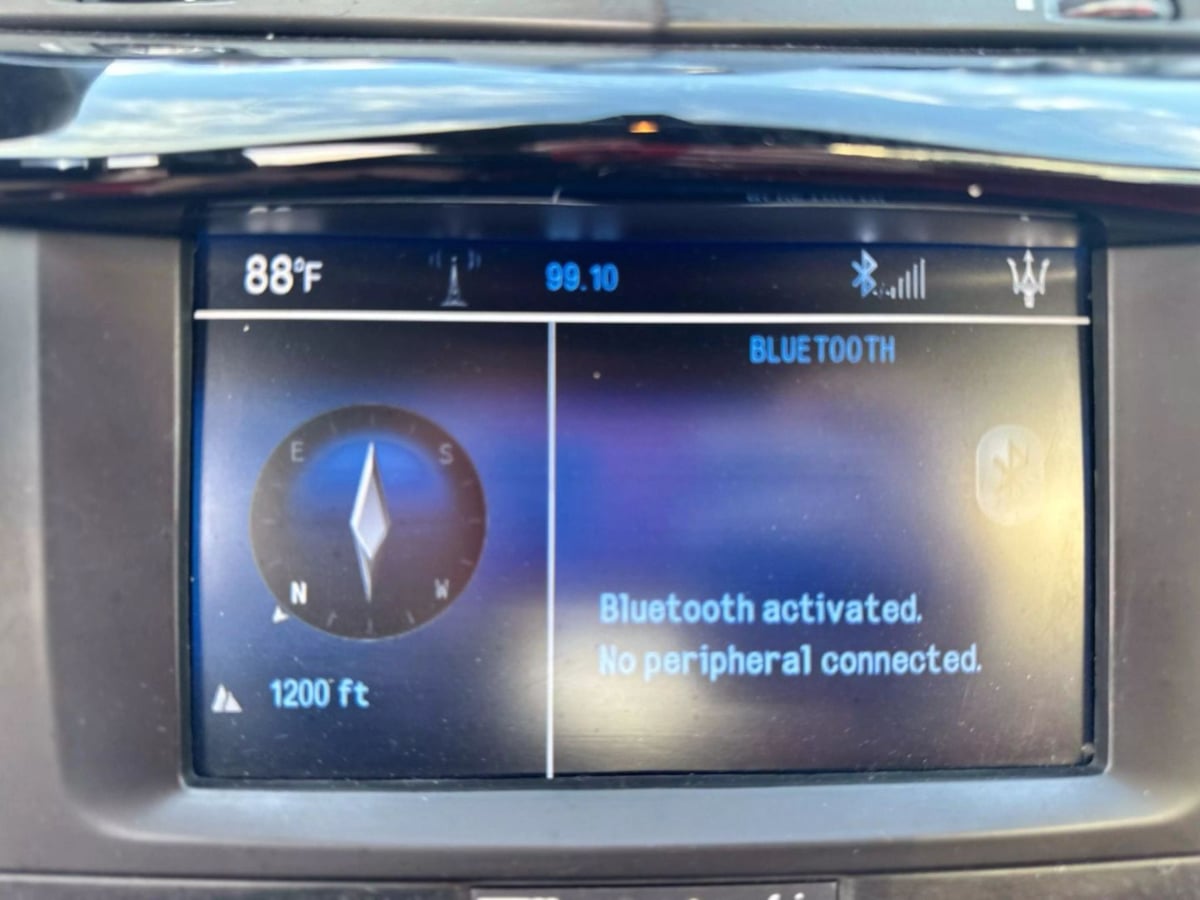 88°F
99.10
BLUETOOTH
E
S
N
W
Bluetooth activated.
No peripheral connected.
1200 ft